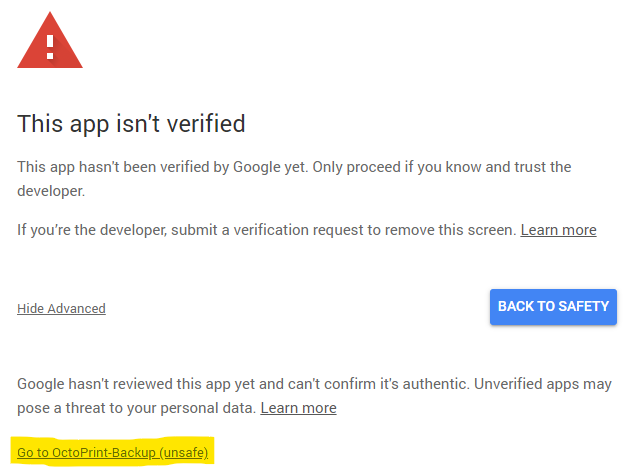 This app isn't verified
This app hasn't been verified by Google yet. Only proceed if you know and trust the
developer.
If you’re the developer, submit a verification request to remove this screen. Learn more
Hide Advanced
BACK TO SAFETY
Google hasn't reviewed this app yet and can't confirm it's authentic. Unverified apps may
pose a threat to your personal data. Learn more
Go to OctoPrint-Backup (unsafe)